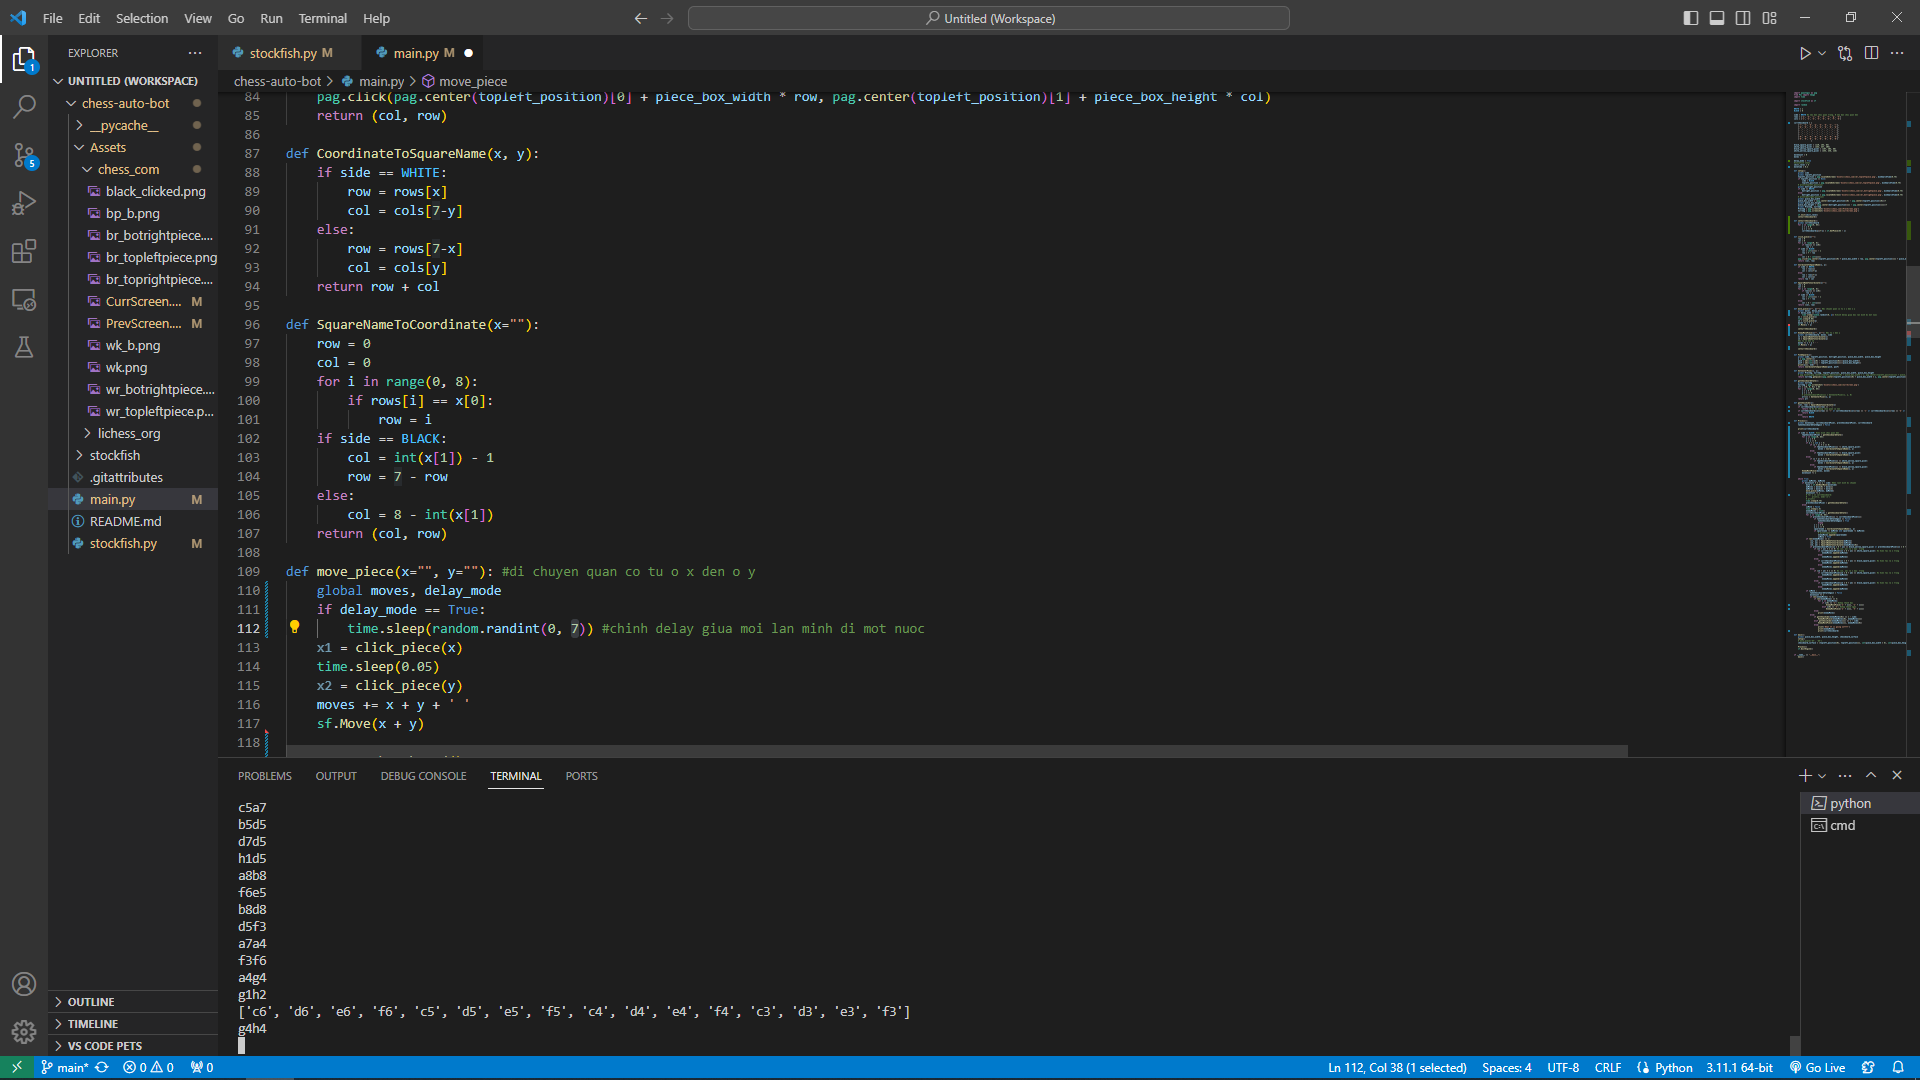 File Edit Selection View Go Run Terminal Help
Untitled (Workspace)
EXPLORER
UNTITLED (WORKSPACE)
chess-auto-bot
__pycache__
Assets
chess_com
black_clicked.png
bp_b.png
br_botrightpiece....
br_topleftpiece.png
br_toprightpiece....
CurrScreen.... M
PrevScreen.... M
wk_b.png
wk.png
wr_botrightpiece....
wr_topleftpiece.p...
lichess_org
stockfish
.gitattributes
main.py M
README.md
stockfish.py M
OUTLINE
TIMELINE
VS CODE PETS
1
5
stockfish.py M main.py M
chess-auto-bot > main.py > move_piece
84 pag.click(pag.center(topleft_position)[0] + piece_box_width * row, pag.center(topleft_position)[1] + piece_box_height * col)
85 return (col, row)
86
87 def CoordinateToSquareName(x, y):
88 if side == WHITE:
89 row = rows[x]
90 col = cols[7-y]
91 else:
92 row = rows[7-x]
93 col = cols[y]
94 return row + col
95
96 def SquareNameToCoordinate(x=""):
97 row = 0
98 col = 0
99 for i in range(0, 8):
100 if rows[i] == x[0]:
101 row = i
102 if side == BLACK:
103 col = int(x[1]) - 1
104 row = 7 - row
105 else:
106 col = 8 - int(x[1])
107 return (col, row)
108
109 def move_piece(x="", y=""): #di chuyen quan co tu o x den o y
110 global moves, delay_mode
111 if delay_mode == True:
112 time.sleep(random.randint(0, 7)) #chinh delay giua moi lan minh di mot nuoc
113 x1 = click_piece(x)
114 time.sleep(0.05)
115 x2 = click_piece(y)
116 moves += x + y + ' '
117 sf.Move(x + y)
118
PROBLEMS OUTPUT DEBUG CONSOLE TERMINAL PORTS
c5a7
b5d5
d7d5
h1d5
a8b8
f6e5
b8d8
d5f3
a7a4
f3f6
a4g4
g1h2
['c6', 'd6', 'e6', 'f6', 'c5', 'd5', 'e5', 'f5', 'c4', 'd4', 'e4', 'f4', 'c3', 'd3', 'e3', 'f3']
g4h4
python
cmd
main* 0 0 0 Ln 112, Col 38 (1 selected) Spaces: 4 UTF-8 CRLF Python 3.11.1 64-bit Go Live